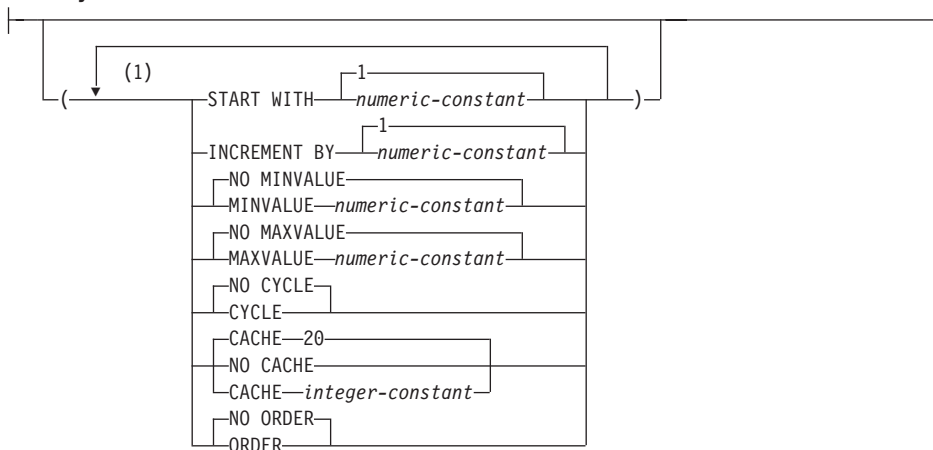 (1)
1
( START WITH numeric-constant )
1
INCREMENT BY numeric-constant
NO MINVALUE
MINVALUE numeric-constant
NO MAXVALUE
MAXVALUE numeric-constant
NO CYCLE
CYCLE
CACHE 20
NO CACHE
CACHE integer-constant
NO ORDER
ORDER